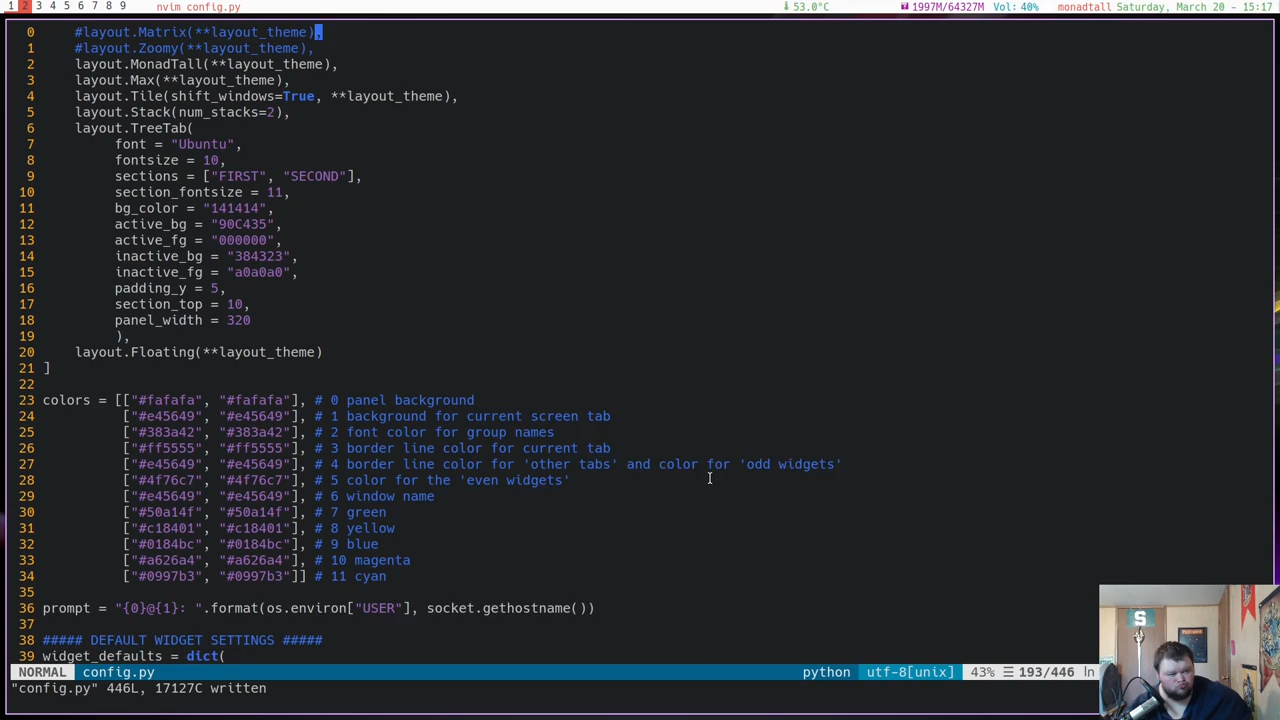 1 2 3 4 5 6 7 8 9 nvim config.py 53.0°C 1997M/64327M Vol: 40% monadtall Saturday, March 20 - 15:17
0 #layout.Matrix(**layout_theme),
1 #layout.Zoomy(**layout_theme),
2 layout.MonadTall(**layout_theme),
3 layout.Max(**layout_theme),
4 layout.Tile(shift_windows=True, **layout_theme),
5 layout.Stack(num_stacks=2),
6 layout.TreeTab(
7 font = "Ubuntu",
8 fontsize = 10,
9 sections = ["FIRST", "SECOND"],
10 section_fontsize = 11,
11 bg_color = "141414",
12 active_bg = "90C435",
13 active_fg = "000000",
14 inactive_bg = "384323",
15 inactive_fg = "a0a0a0",
16 padding_y = 5,
17 section_top = 10,
18 panel_width = 320
19 ),
20 layout.Floating(**layout_theme)
21 ]
22
23 colors = [["#fafafa", "#fafafa"], # 0 panel background
24 ["#e45649", "#e45649"], # 1 background for current screen tab
25 ["#383a42", "#383a42"], # 2 font color for group names
26 ["#ff5555", "#ff5555"], # 3 border line color for current tab
27 ["#e45649", "#e45649"], # 4 border line color for 'other tabs' and color for 'odd widgets'
28 ["#4f76c7", "#4f76c7"], # 5 color for the 'even widgets'
29 ["#e45649", "#e45649"], # 6 window name
30 ["#50a14f", "#50a14f"], # 7 green
31 ["#c18401", "#c18401"], # 8 yellow
32 ["#0184bc", "#0184bc"], # 9 blue
33 ["#a626a4", "#a626a4"], # 10 magenta
34 ["#0997b3", "#0997b3"]] # 11 cyan
35
36 prompt = "{0}@{1}: ".format(os.environ["USER"], socket.gethostname())
37
38 ##### DEFAULT WIDGET SETTINGS #####
39 widget_defaults = dict(
NORMAL config.py python utf-8[unix] 43% ☰ 193/446 ln
"config.py" 446L, 17127C written
S